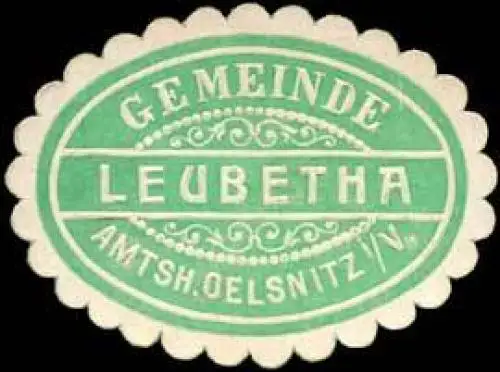 GEMEINDE
LEUBETHA
AMTSH. OELSNITZ i/V.